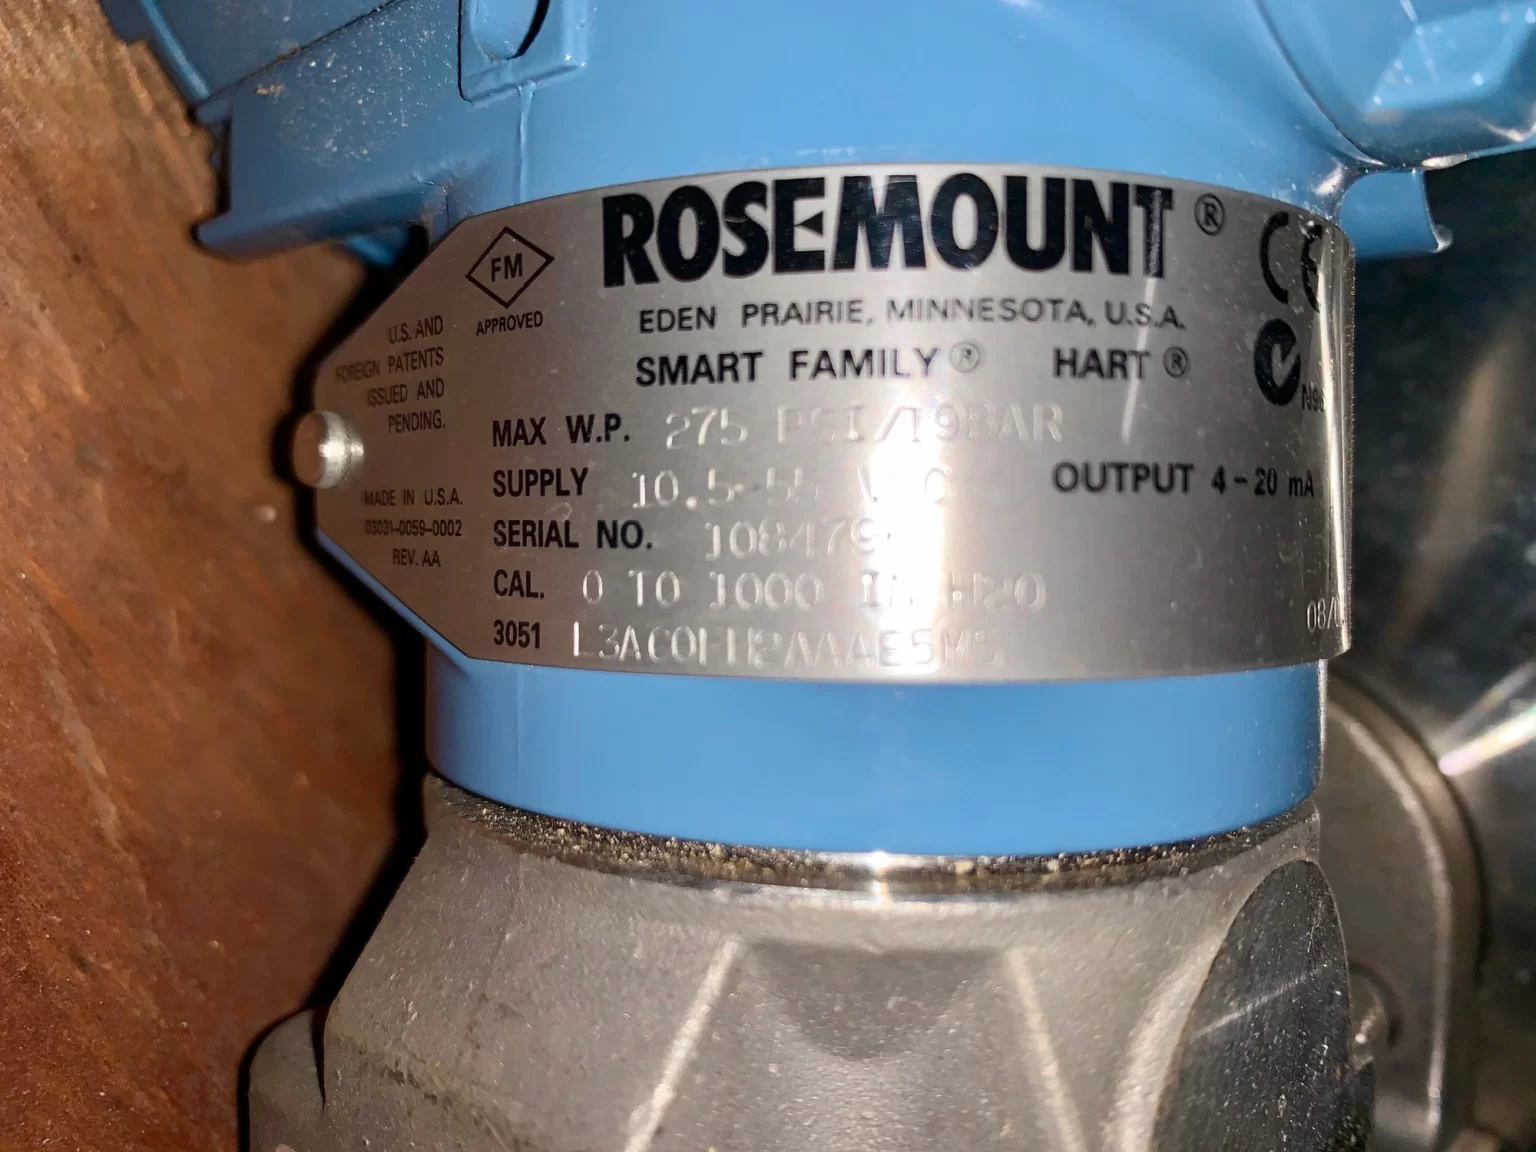 ROSEMOUNT®
FM
APPROVED
CE
EDEN PRAIRIE, MINNESOTA, U.S.A.
SMART FAMILY® HART®
N96
U.S. AND
FOREIGN PATENTS
ISSUED AND
PENDING.
MAX W.P. 275 PSI/19BAR
SUPPLY 10.5-55 OUTPUT 4-20 mA
MADE IN U.S.A.
03031-0059-0002
REV. AA
SERIAL NO.
CAL. 0 TO 1000 IN H2O
3051